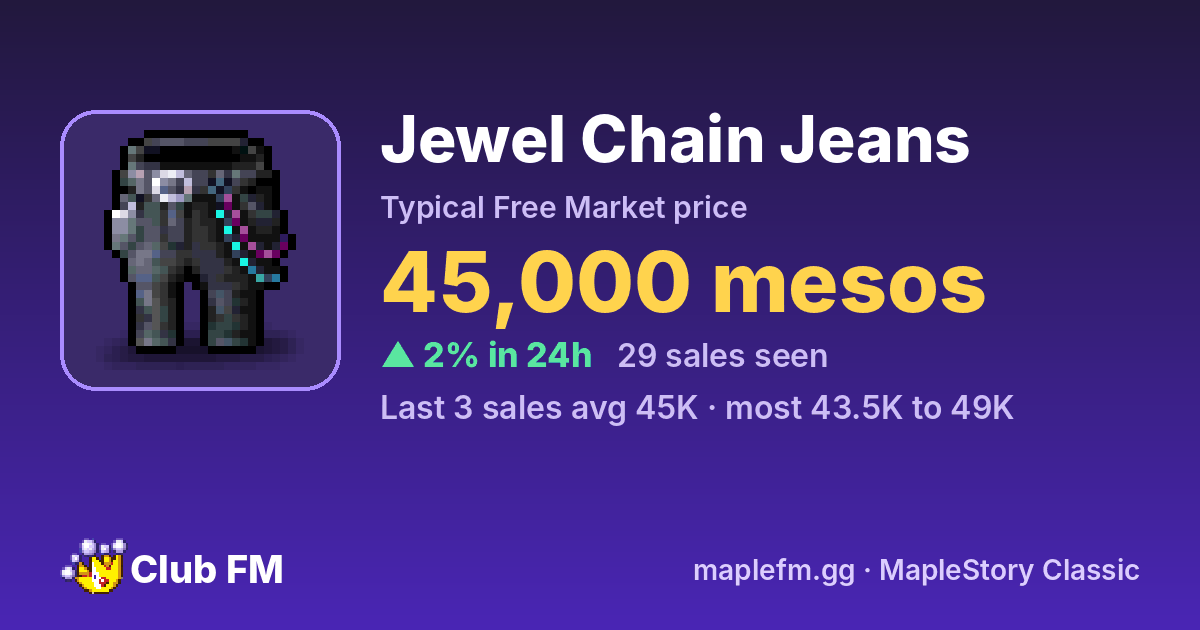 Jewel Chain Jeans
Typical Free Market price
45,000 mesos
▲ 2% in 24h 29 sales seen
Last 3 sales avg 45K · most 43.5K to 49K
Club FM
maplefm.gg · MapleStory Classic